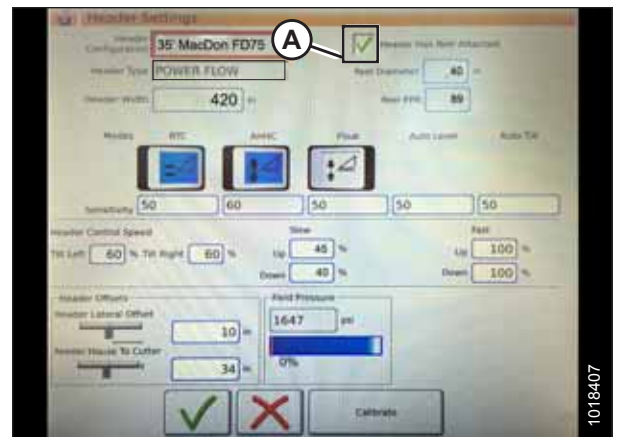 Header Settings
Header Configuration 35' MacDon FD75 A Header Has Reel Attached
Header Type POWER FLOW Reel Diameter 40 in
Header Width 420 in Reel PPR 89
Modes RTC AHHC Float Auto Level Auto Tilt
Sensitivity 50 60 50 50 50
Header Control Speed Slow Fast
Tilt Left 60 % Tilt Right 60 % Up 45 % Up 100 %
Down 40 % Down 100 %
Header Offsets Field Pressure
Header Lateral Offset 10 in 1647 psi
Feeder House To Cutter 34 in 0%
Calibrate
1018407